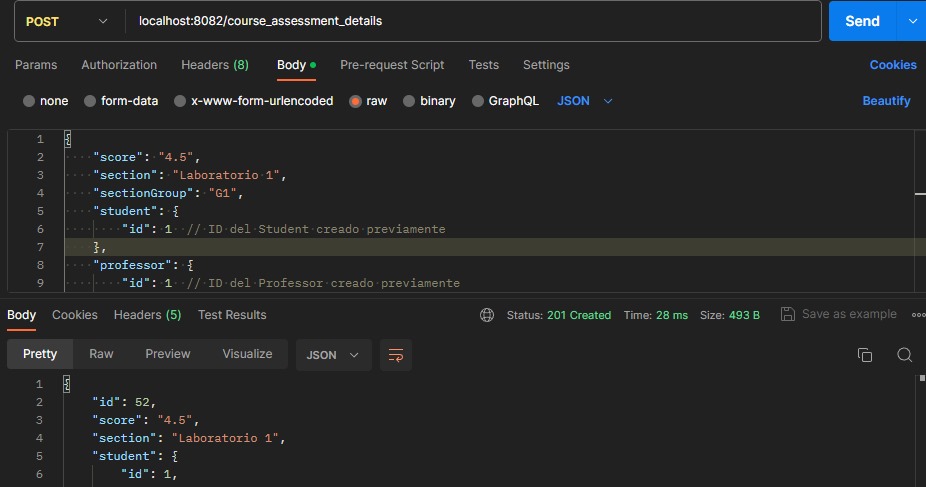 POST localhost:8082/course_assessment_details Send
Params Authorization Headers (8) Body Pre-request Script Tests Settings Cookies
none form-data x-www-form-urlencoded raw binary GraphQL JSON Beautify
1 {
2 "score": "4.5",
3 "section": "Laboratorio 1",
4 "sectionGroup": "G1",
5 "student": {
6 "id": 1 // ID del Student creado previamente
7 },
8 "professor": {
9 "id": 1 // ID del Professor creado previamente
Body Cookies Headers (5) Test Results Status: 201 Created Time: 28 ms Size: 493 B Save as example
Pretty Raw Preview Visualize JSON
1 {
2 "id": 52,
3 "score": "4.5",
4 "section": "Laboratorio 1",
5 "student": {
6 "id": 1,